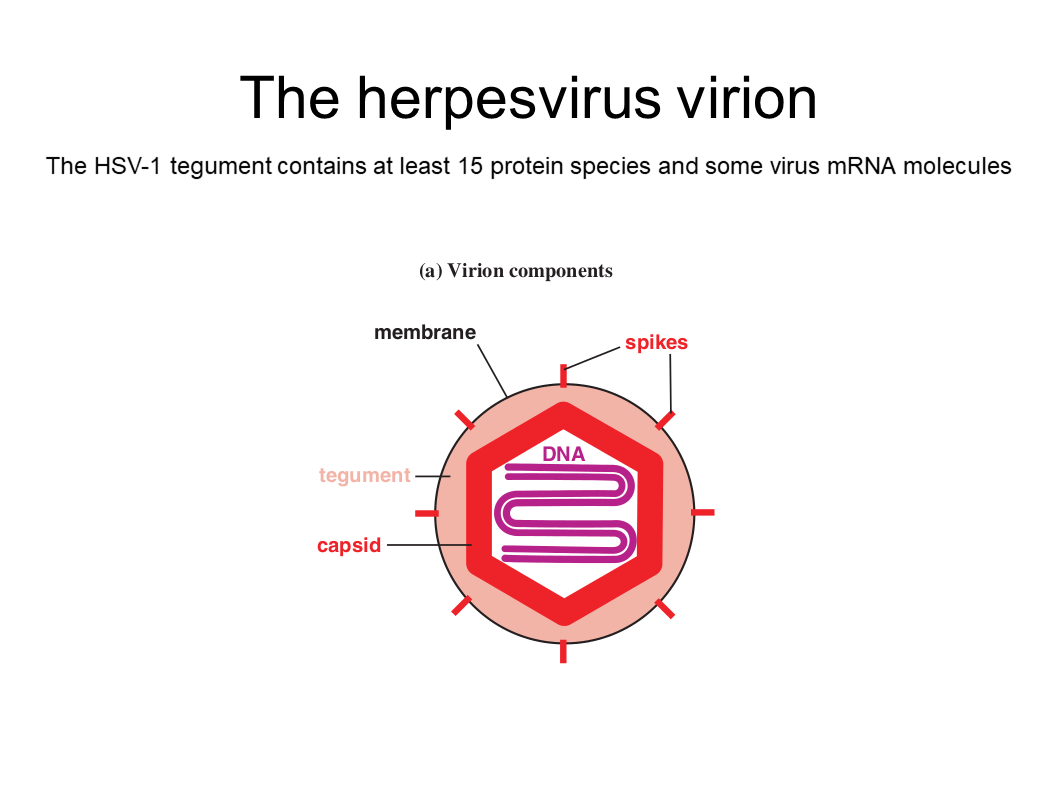 The herpesvirus virion
The HSV-1 tegument contains at least 15 protein species and some virus mRNA molecules
(a) Virion components
membrane
spikes
DNA
tegument
capsid